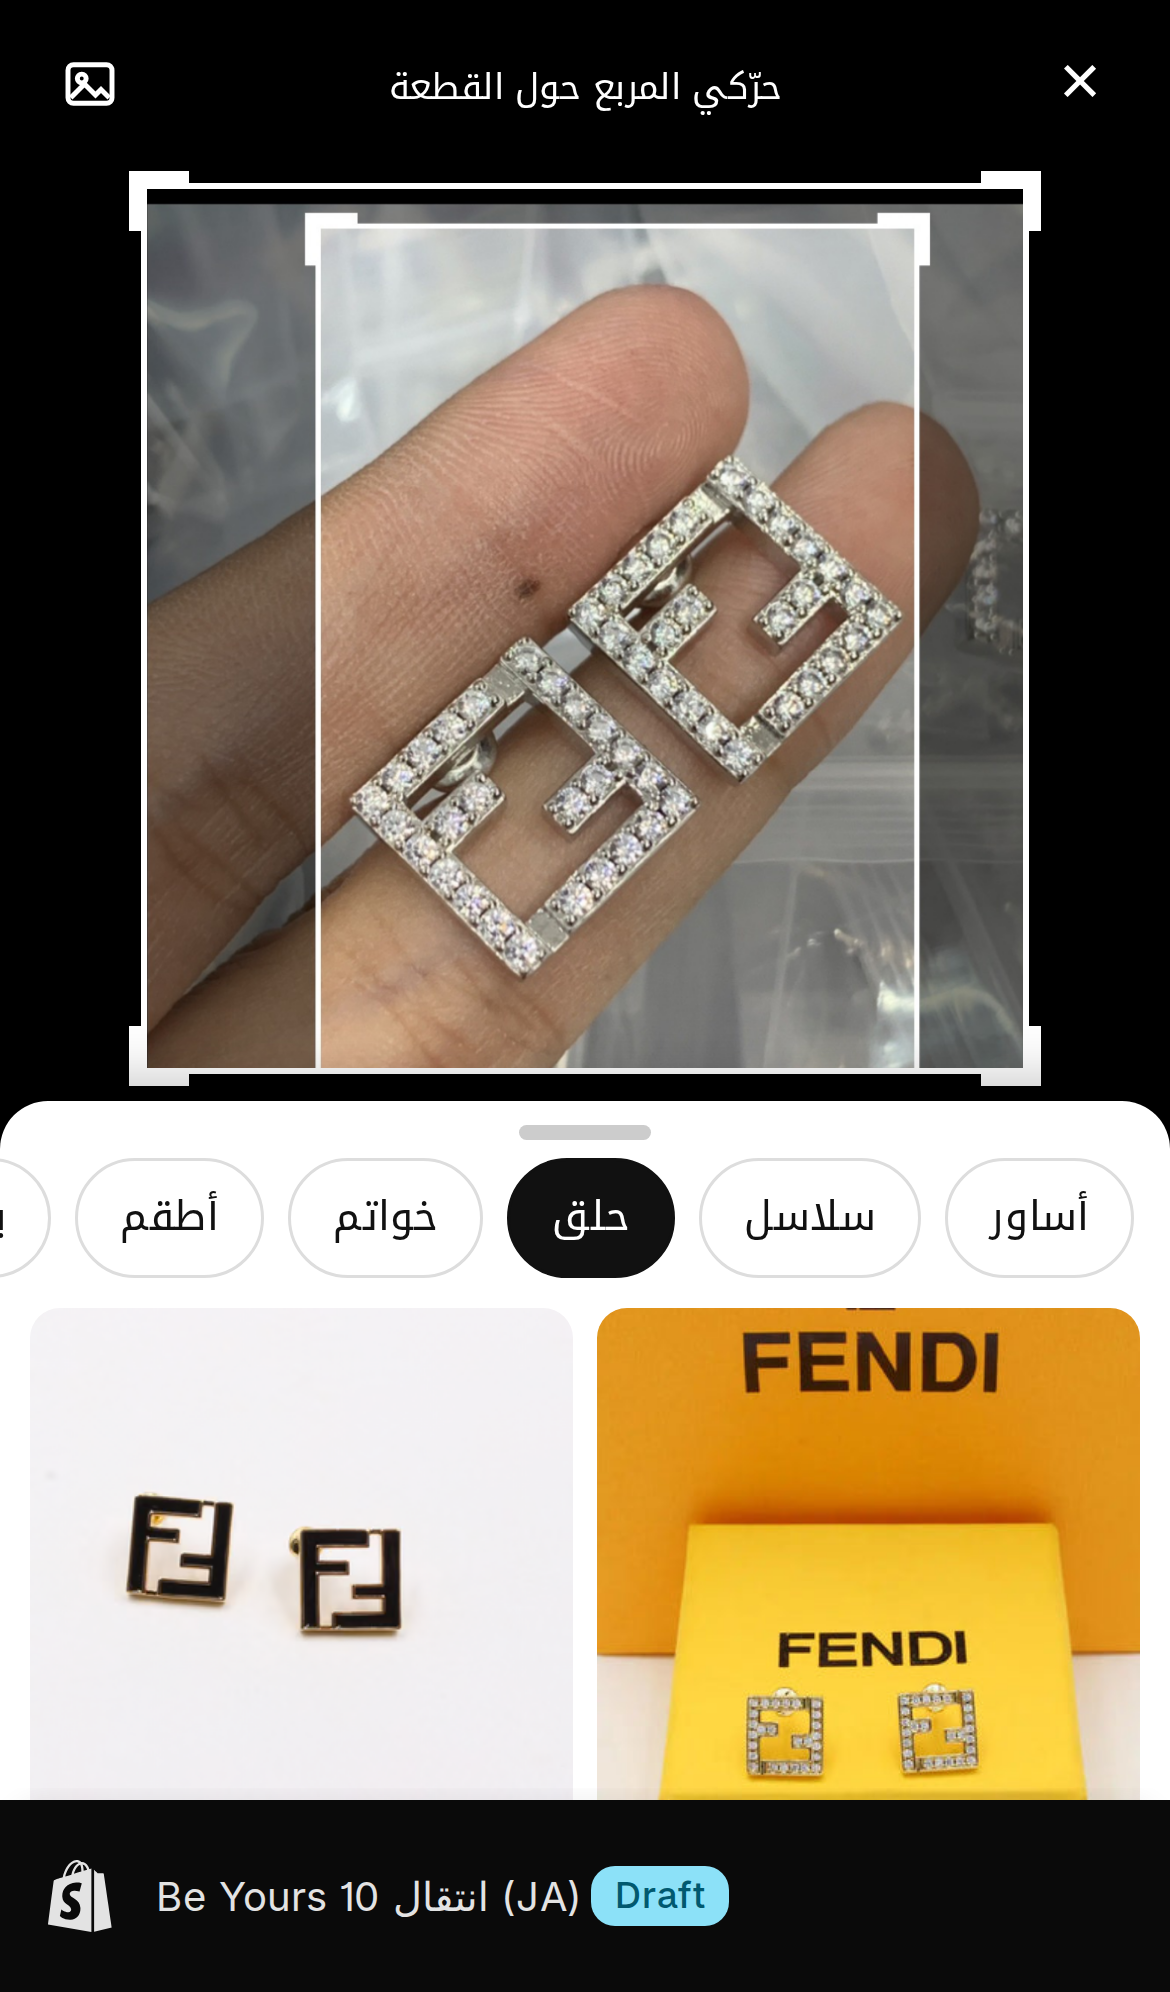 حرّكي المربع حول القطعة
أساور
سلاسل
حلق
خواتم
أطقم
FENDI
FENDI
Be Yours 10 انتقال (JA) Draft